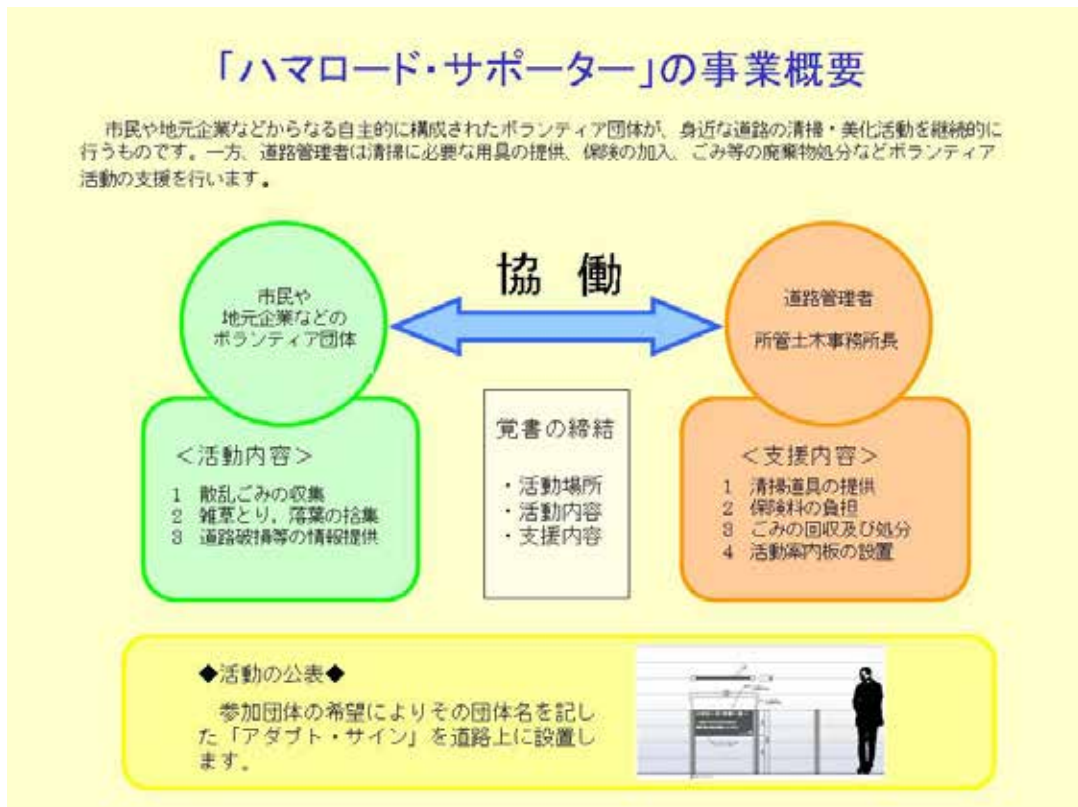 「ハマロード・サポーター」の事業概要
市民や地元企業などからなる自主的に構成されたボランティア団体が、身近な道路の清掃・美化活動を継続的に
行うものです。一方、道路管理者は清掃に必要な用具の提供、保険の加入、ごみ等の廃棄物処分などボランティア
活動の支援を行います。
市民や
地元企業などの
ボランティア団体
協 働
道路管理者
所管土木事務所長
＜活動内容＞
1 散乱ごみの収集
2 雑草とり，落葉の捨集
3 道路破損等の情報提供
覚書の締結
・活動場所
・活動内容
・支援内容
＜支援内容＞
1 清掃道具の提供
2 保険料の負担
3 ごみの回収及び処分
4 活動案内板の設置
◆活動の公表◆
参加団体の希望によりその団体名を記し
た「アダプト・サイン」を道路上に設置し
ます。